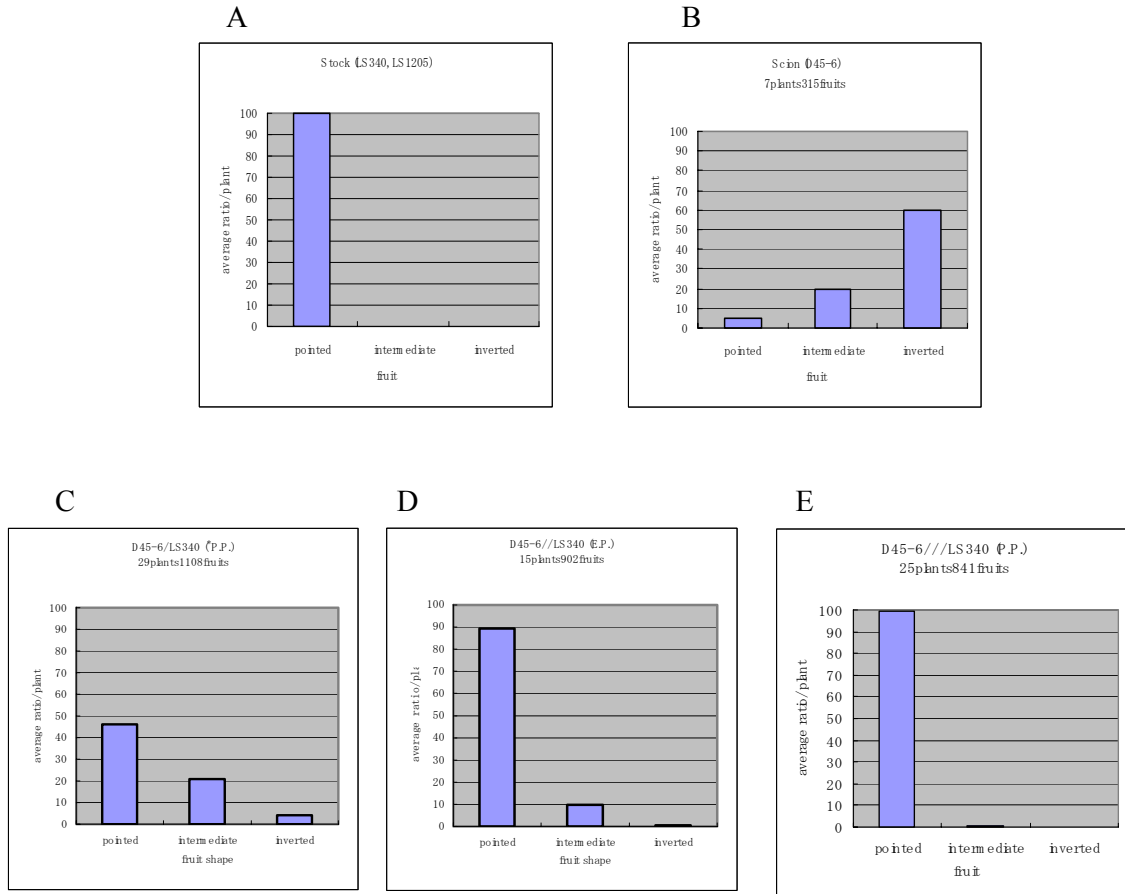 A
Stock (LS340, LS1205)
100
90
80
70
60
50
40
30
20
10
0
average ratio/plant
pointed intermediate inverted
fruit
B
Scion (D45-6)
7plants315fruits
100
90
80
70
60
50
40
30
20
10
0
average ratio/plant
pointed intermediate inverted
fruit
C
D45-6/LS340 (*P.P.)
29plants1108fruits
100
90
80
70
60
50
40
30
20
10
0
average ratio/plant
pointed intermediate inverted
fruit shape
D
D45-6//LS340 (E.P.)
15plants902fruits
100
90
80
70
60
50
40
30
20
10
0
average ratio/pla
pointed intermediate inverted
fruit shape
E
D45-6///LS340 (P.P.)
25plants841fruits
100
90
80
70
60
50
40
30
20
10
0
average ratio/plant
pointed intermediate inverted
fruit